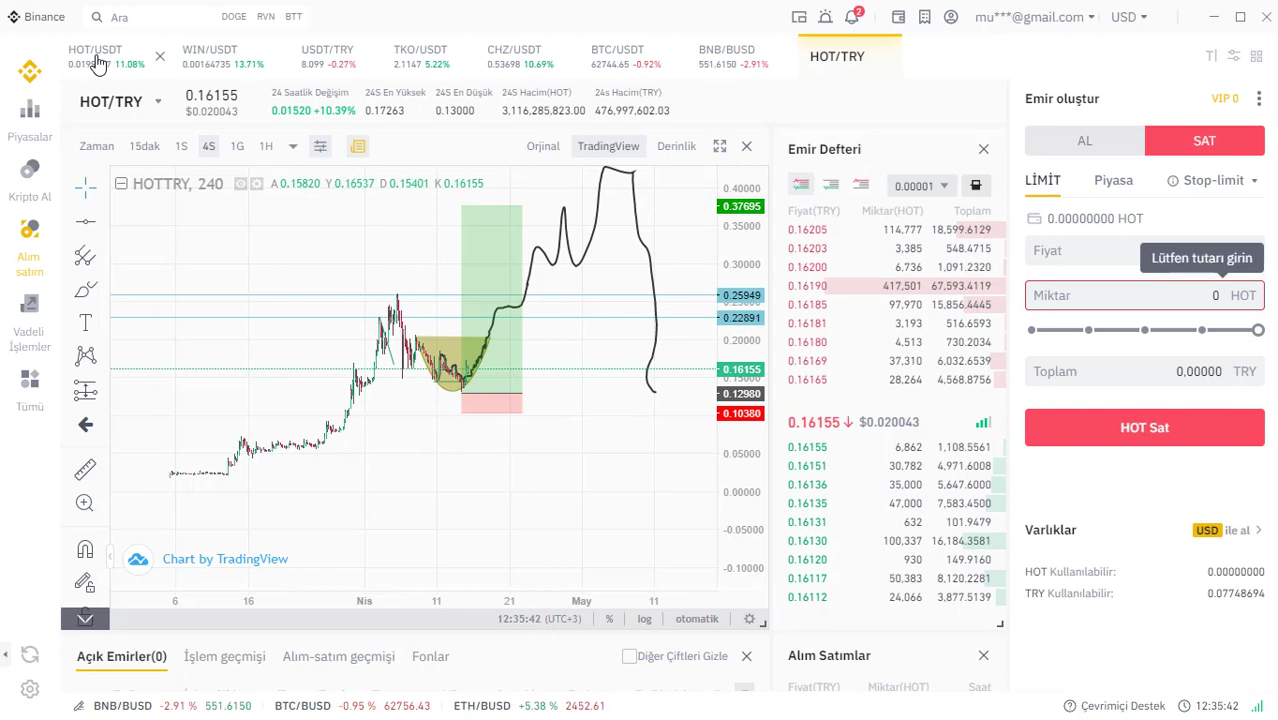 Binance
Ara
DOGE RVN BTT
2
mu***@gmail.com
USD
HOT/USDT
11.08%
WIN/USDT
0.00164735 13.71%
USDT/TRY
8.099 -0.27%
TKO/USDT
2.1147 5.22%
CHZ/USDT
0.53698 10.69%
BTC/USDT
62744.65 -0.92%
BNB/BUSD
551.6150 -2.91%
HOT/TRY
Piyasalar
Kripto Al
Alım
satım
Vadeli
İşlemler
Tümü
HOT/TRY
0.16155
$0.020043
24 Saatlik Değişim
0.01520 +10.39%
24S En Yüksek
0.17263
24S En Düşük
0.13000
24s Hacim(HOT)
3,116,285,823.00
24s Hacim(TRY)
476,997,602.03
Zaman 15dak 1S 4S 1G 1H
Orjinal TradingView Derinlik
HOTTRY, 240
A 0.15820 Y 0.16537 D 0.15401 K 0.16155
0.40000
0.37695
0.35000
0.30000
0.25949
0.22891
0.20000
0.16155
0.12980
0.10380
0.05000
0.00000
-0.05000
-0.10000
Chart by TradingView
6 16 Nis 11 21 May 11
12:35:42 (UTC+3) % log otomatik
Açık Emirler(0) İşlem geçmişi Alım-satım geçmişi Fonlar
Diğer Çiftleri Gizle
Emir Defteri
0.00001
Fiyat(TRY) Miktar(HOT) Toplam
0.16205 114,777 18,599.6129
0.16203 3,385 548.4715
0.16200 6,736 1,091.2320
0.16190 417,501 67,593.4119
0.16185 97,970 15,856.4445
0.16181 3,193 516.6593
0.16180 4,513 730.2034
0.16169 37,310 6,032.6539
0.16165 28,264 4,568.8756
0.16155 $0.020043
0.16155 6,862 1,108.5561
0.16151 30,782 4,971.6008
0.16136 35,000 5,647.6000
0.16135 47,000 7,583.4500
0.16131 632 101.9479
0.16130 100,337 16,184.3581
0.16120 930 149.9160
0.16117 50,383 8,120.2281
0.16112 24,066 3,877.5139
Alım Satımlar
Fiyat(TRY) Miktar(HOT) Saat
Emir oluştur
VIP 0
AL SAT
LİMİT Piyasa Stop-limit
0.00000000 HOT
Fiyat
Lütfen tutarı girin
Miktar 0 HOT
Toplam 0,00000 TRY
HOT Sat
Varlıklar
USD ile al
HOT Kullanılabilir: 0.00000000
TRY Kullanılabilir: 0.07748694
BNB/BUSD -2.91 % 551.6150
BTC/BUSD -0.95 % 62756.43
ETH/BUSD +5.38 % 2452.61
Çevrimiçi Destek
12:35:42